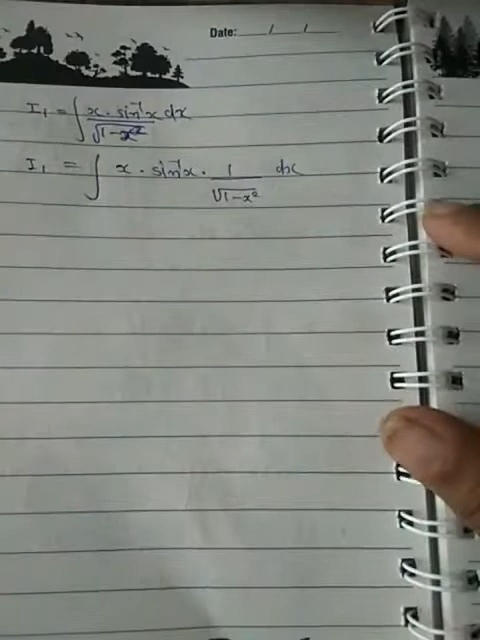 Date: / /
I₁ = ∫ x · sin⁻¹x dx / √1-x²
I₁ = ∫ x · sin⁻¹x · 1/√1-x² dx